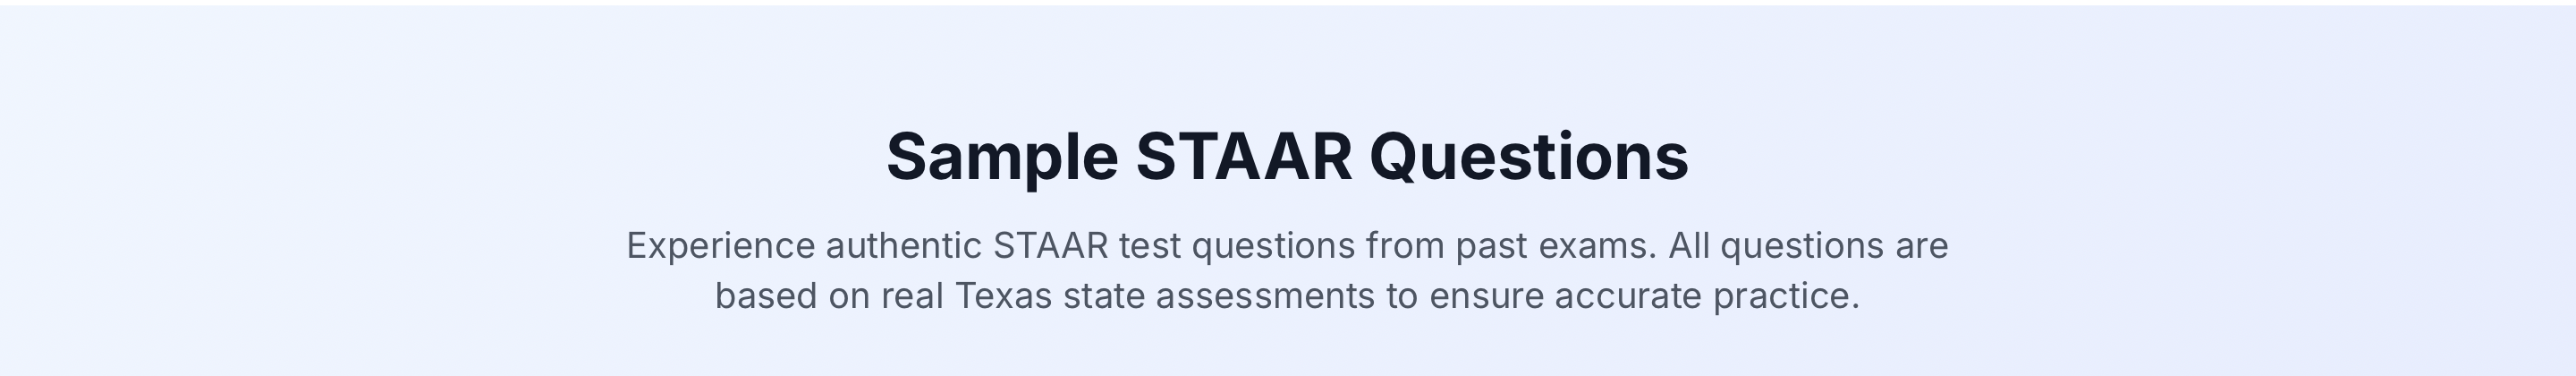 Sample STAAR Questions
Experience authentic STAAR test questions from past exams. All questions are
based on real Texas state assessments to ensure accurate practice.